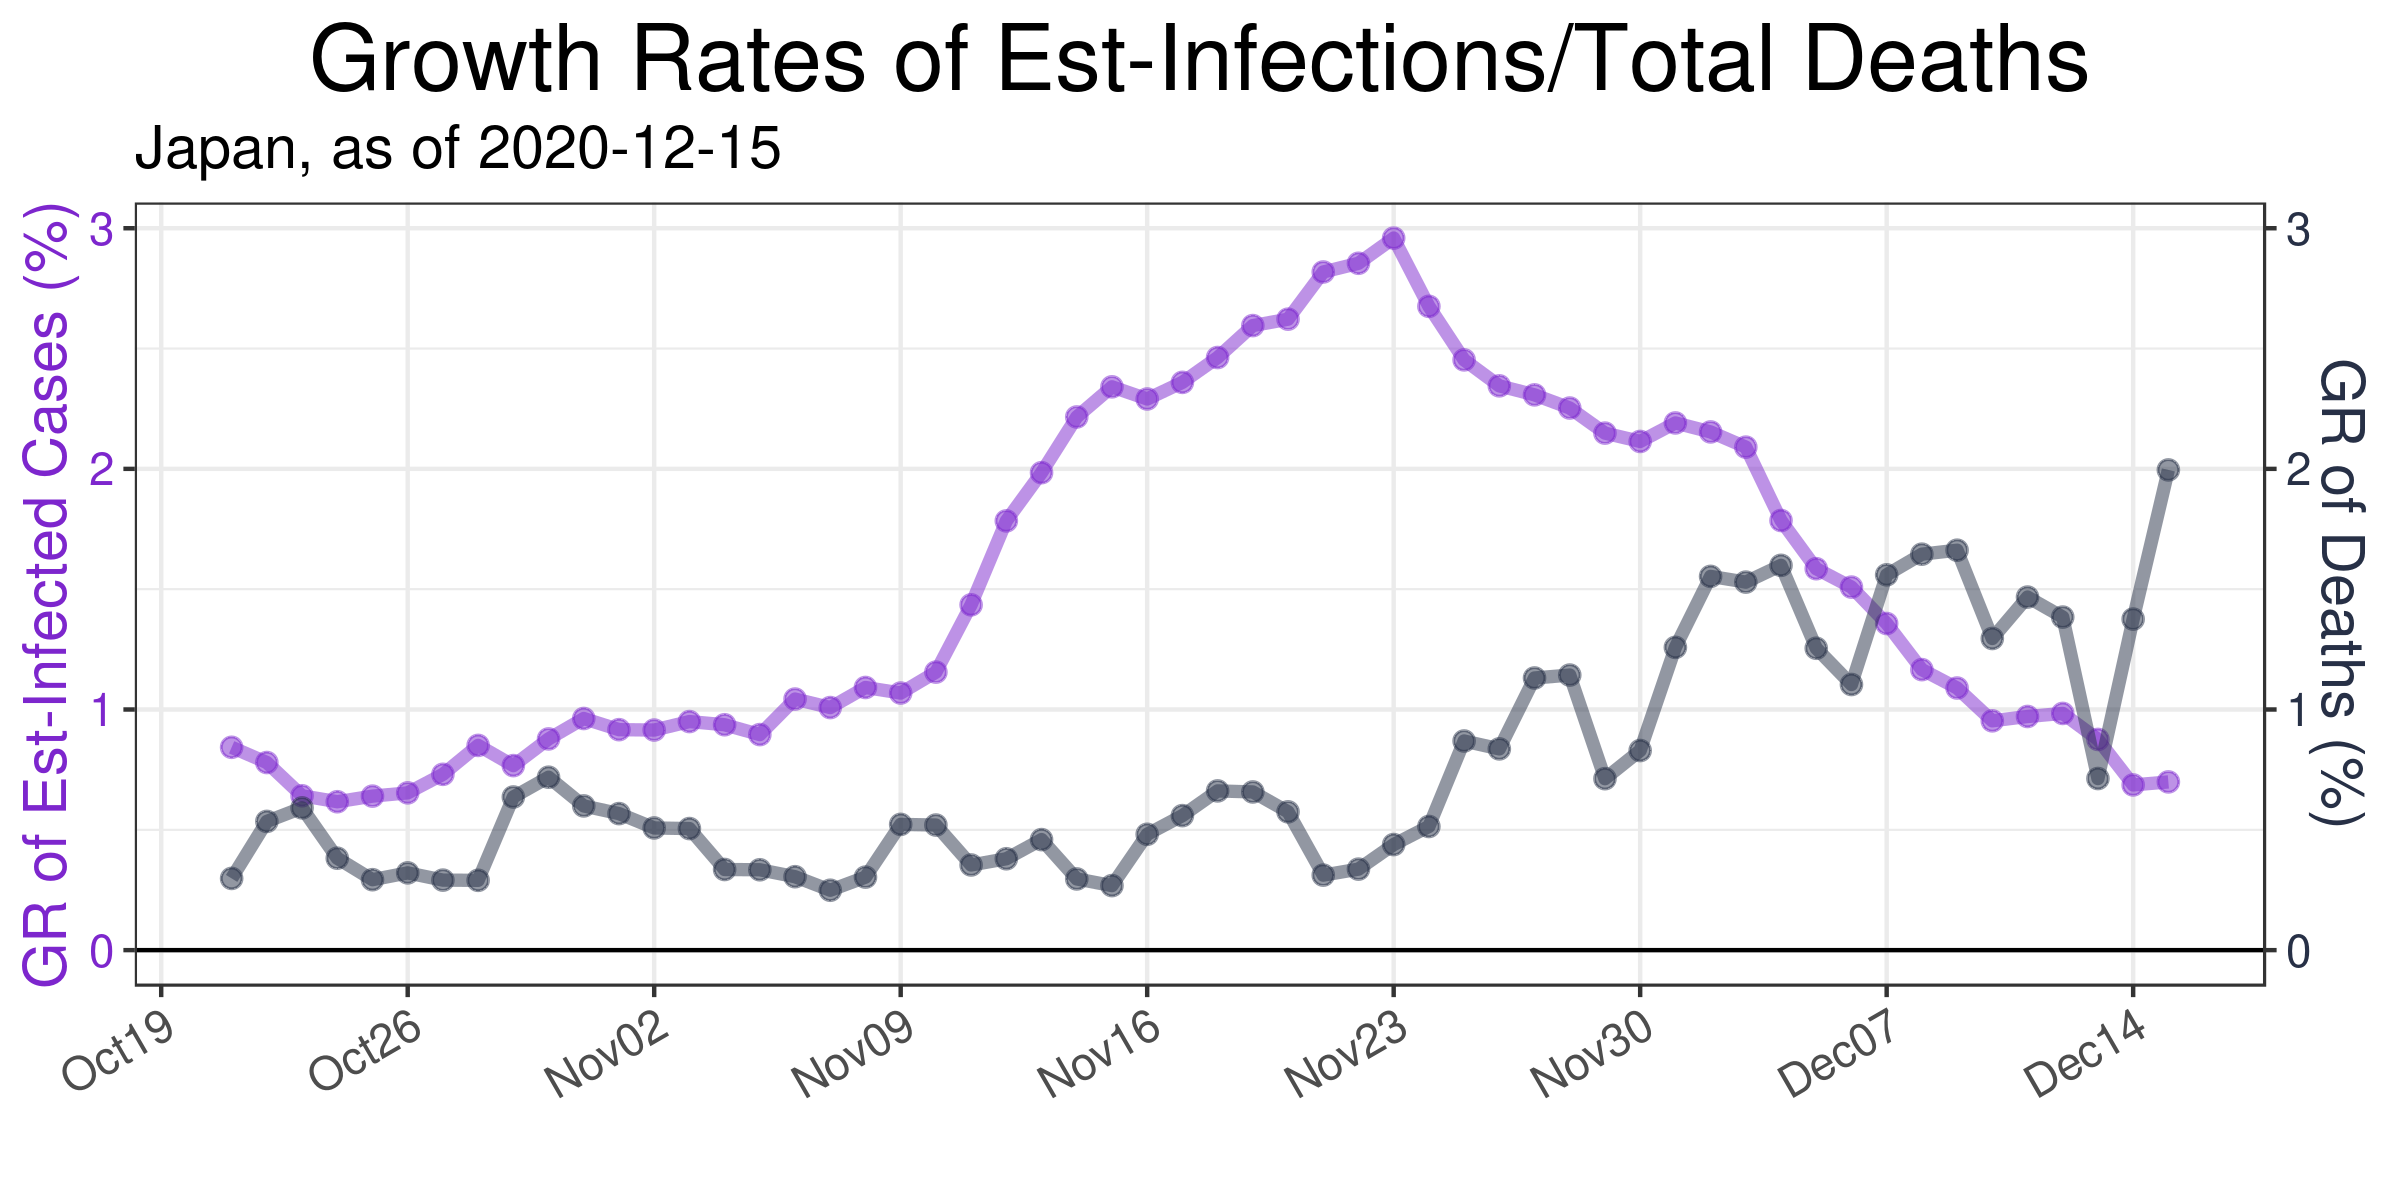 Growth Rates of Est-Infections/Total Deaths
Japan, as of 2020-12-15
GR of Est-Infected Cases (%)
3
2
1
0
3
2
1
0
GR of Deaths (%)
Oct19
Oct26
Nov02
Nov09
Nov16
Nov23
Nov30
Dec07
Dec14